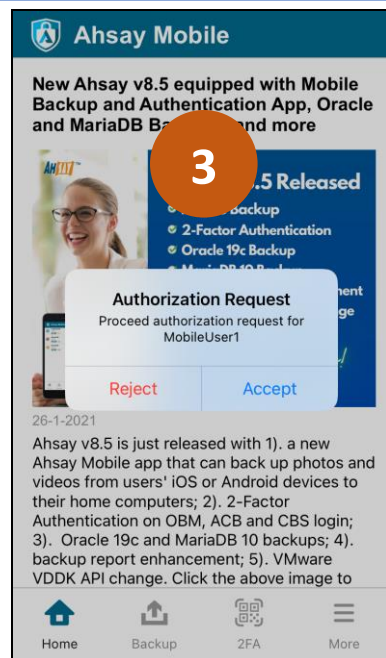 Ahsay Mobile
New Ahsay v8.5 equipped with Mobile
Backup and Authentication App, Oracle
and MariaDB and more
3
.5 Released
Backup
2-Factor Authentication
Oracle 19c Backup
Authorization Request
Proceed authorization request for
MobileUser1
Reject
Accept
26-1-2021
Ahsay v8.5 is just released with 1). a new
Ahsay Mobile app that can back up photos and
videos from users' iOS or Android devices to
their home computers; 2). 2-Factor
Authentication on OBM, ACB and CBS login;
3). Oracle 19c and MariaDB 10 backups; 4).
backup report enhancement; 5). VMware
VDDK API change. Click the above image to
Home
Backup
2FA
More